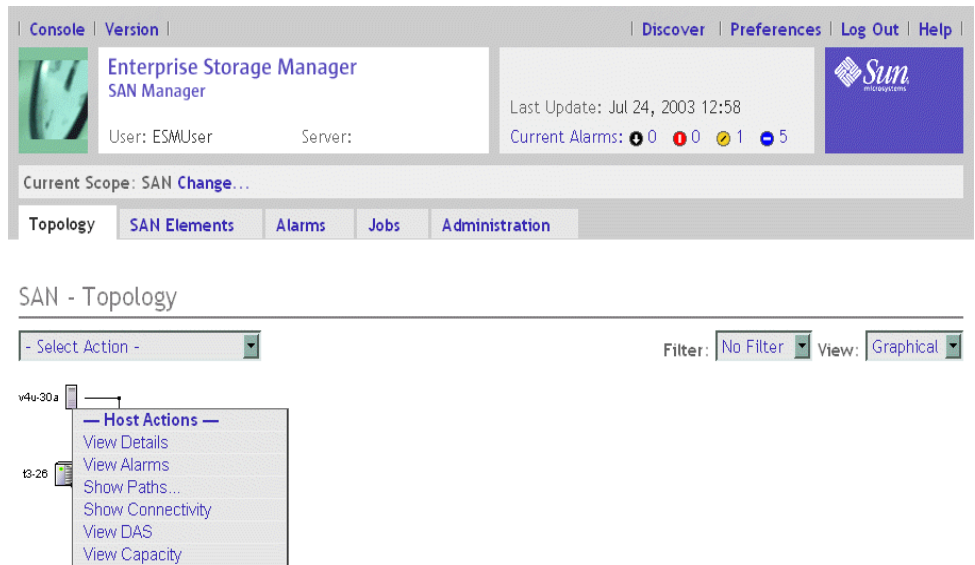 | Console | Version | | Discover | Preferences | Log Out | Help |
Enterprise Storage Manager
SAN Manager
User: ESMUser Server:
Last Update: Jul 24, 2003 12:58
Current Alarms: 0 0 1 5
Sun
microsystems
Current Scope: SAN Change...
Topology SAN Elements Alarms Jobs Administration
SAN - Topology
- Select Action - Filter: No Filter View: Graphical
v4u-30a
— Host Actions —
View Details
View Alarms
t3-26
Show Paths...
Show Connectivity
View DAS
View Capacity